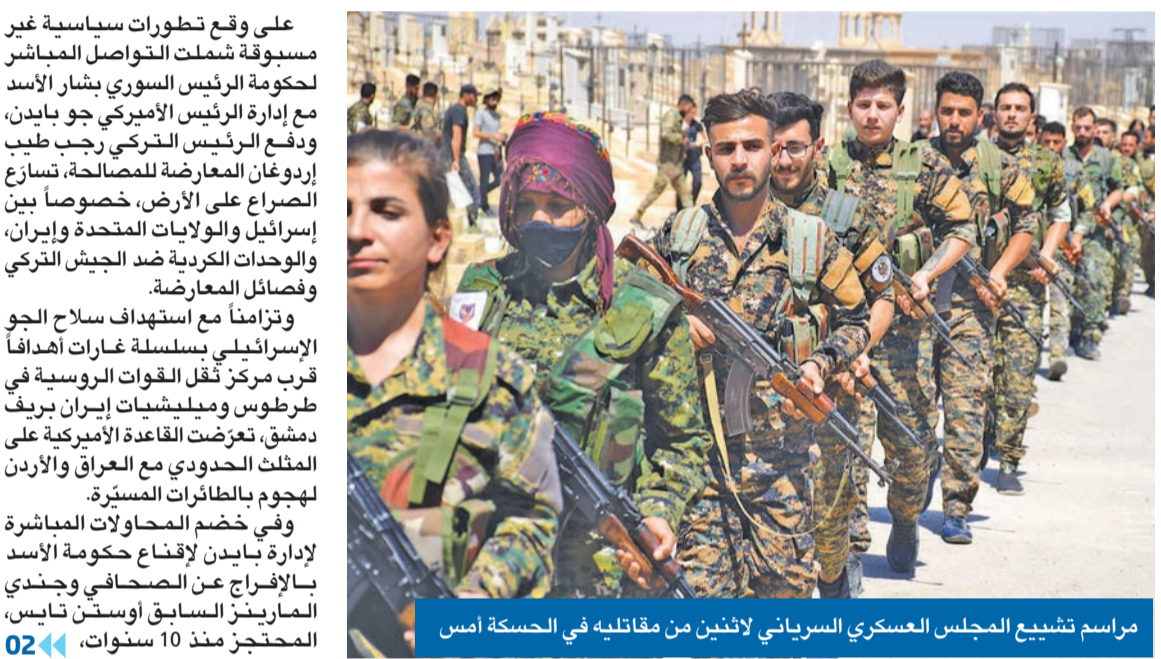 على وقع تطورات سياسية غير
مسبوقة شملت التواصل المباشر
لحكومة الرئيس السوري بشار الأسد
مع إدارة الرئيس الأميركي جو بايدن،
ودفع الرئيس التركي رجب طيب
إردوغان المعارضة للمصالحة، تسارَع
الصراع على الأرض، خصوصاً بين
إسرائيل والولايات المتحدة وإيران،
والوحدات الكردية ضد الجيش التركي
وفصائل المعارضة.
وتزامناً مع استهداف سلاح الجو
الإسرائيلي بسلسلة غارات أهدافاً
قرب مركز ثقل القوات الروسية في
طرطوس وميليشيات إيران بريف
دمشق، تعرّضت القاعدة الأميركية على
المثلث الحدودي مع العراق والأردن
لهجوم بالطائرات المسيّرة.
وفي خضم المحاولات المباشرة
لإدارة بايدن لإقناع حكومة الأسد
بالإفراج عن الصحافي وجندي
المارينز السابق أوستن تايس،
المحتجز منذ 10 سنوات، 02
مراسم تشييع المجلس العسكري السرياني لاثنين من مقاتليه في الحسكة أمس